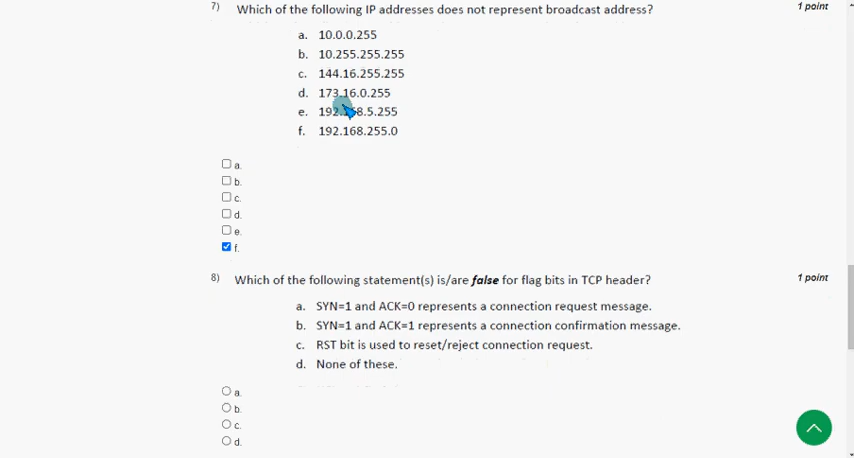 7) Which of the following IP addresses does not represent broadcast address? 1 point
a. 10.0.0.255
b. 10.255.255.255
c. 144.16.255.255
d. 173.16.0.255
e. 192.168.5.255
f. 192.168.255.0
a.
b.
c.
d.
e.
f.
8) Which of the following statement(s) is/are false for flag bits in TCP header? 1 point
a. SYN=1 and ACK=0 represents a connection request message.
b. SYN=1 and ACK=1 represents a connection confirmation message.
c. RST bit is used to reset/reject connection request.
d. None of these.
a.
b.
c.
d.